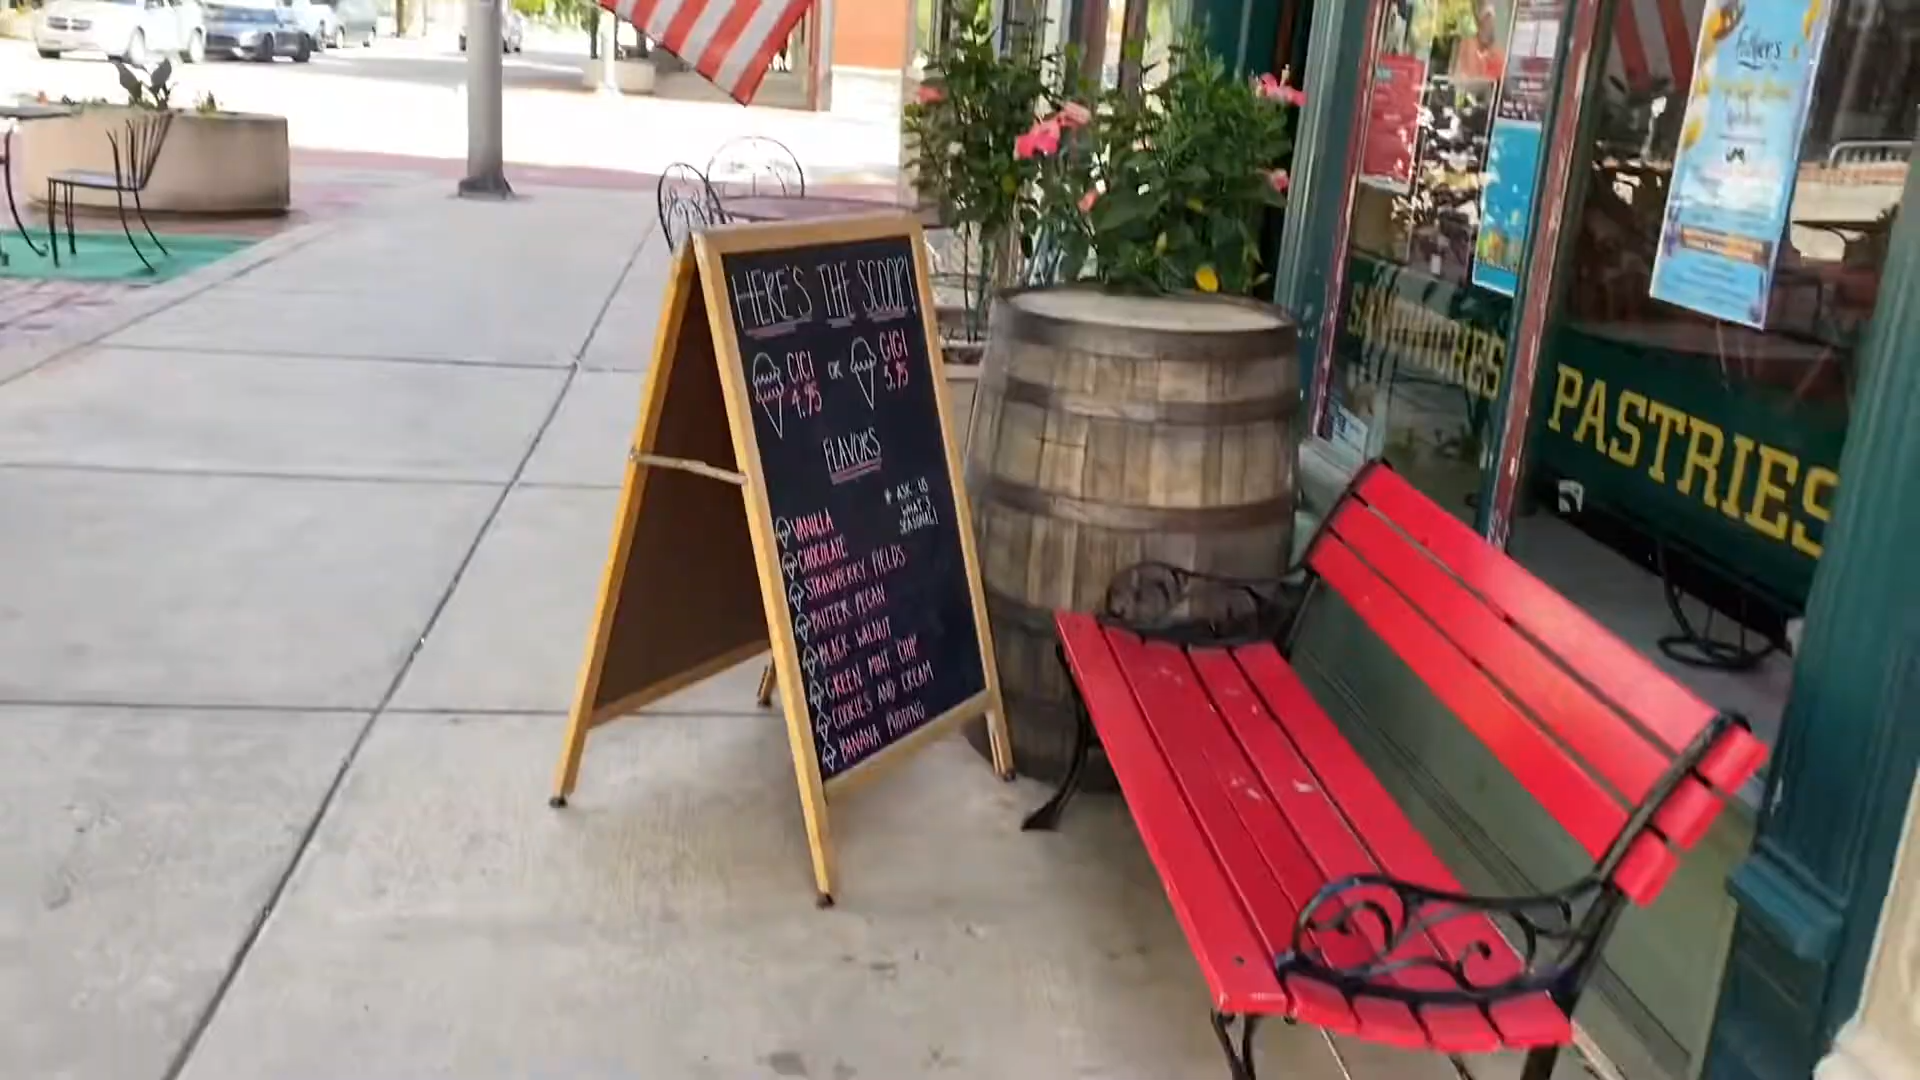 HERE'S THE SCOOP!
GIGI OR GIGI
4.95 5.95
FLAVORS
* ASK US
WHAT'S
SEASONAL!
VANILLA
CHOCOLATE
STRAWBERRY FIELDS
BUTTER PECAN
BLACK WALNUT
GREEN MINT CHIP
COOKIES AND CREAM
BANANA PUDDING
SANDWICHES
PASTRIES